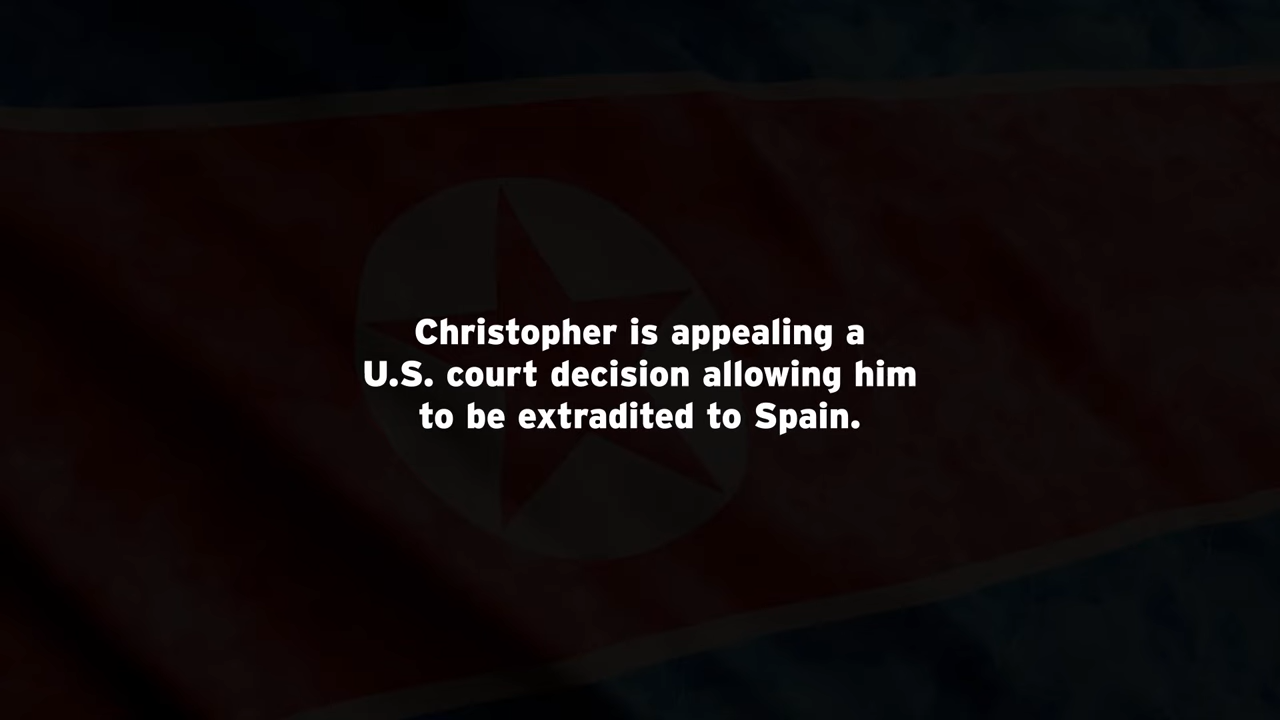 Christopher is appealing a
U.S. court decision allowing him
to be extradited to Spain.